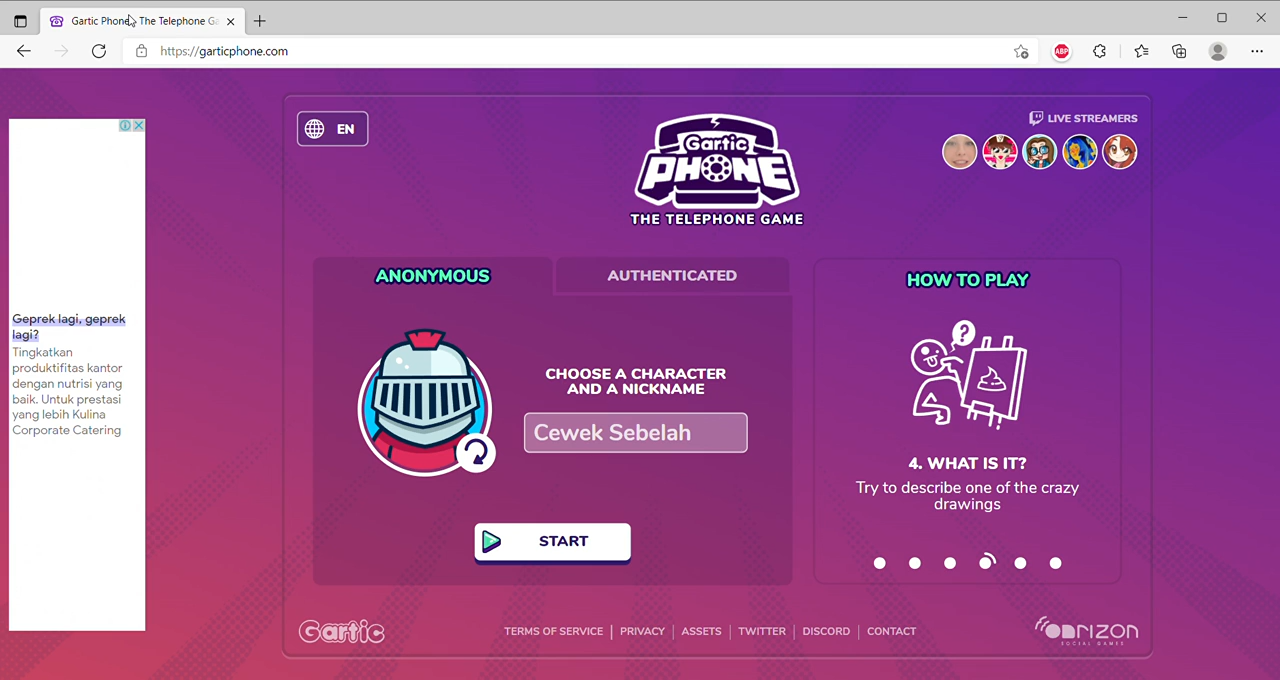 Gartic Phone - The Telephone Ga
https://garticphone.com
ABP
EN
Gartic
PHONE
THE TELEPHONE GAME
LIVE STREAMERS
Geprek lagi, geprek
lagi?
Tingkatkan
produktifitas kantor
dengan nutrisi yang
baik. Untuk prestasi
yang lebih Kulina
Corporate Catering
ANONYMOUS
AUTHENTICATED
CHOOSE A CHARACTER
AND A NICKNAME
Cewek Sebelah
START
HOW TO PLAY
?
4. WHAT IS IT?
Try to describe one of the crazy
drawings
Gartic
TERMS OF SERVICE | PRIVACY | ASSETS | TWITTER | DISCORD | CONTACT
ONRIZON
SOCIAL GAMES